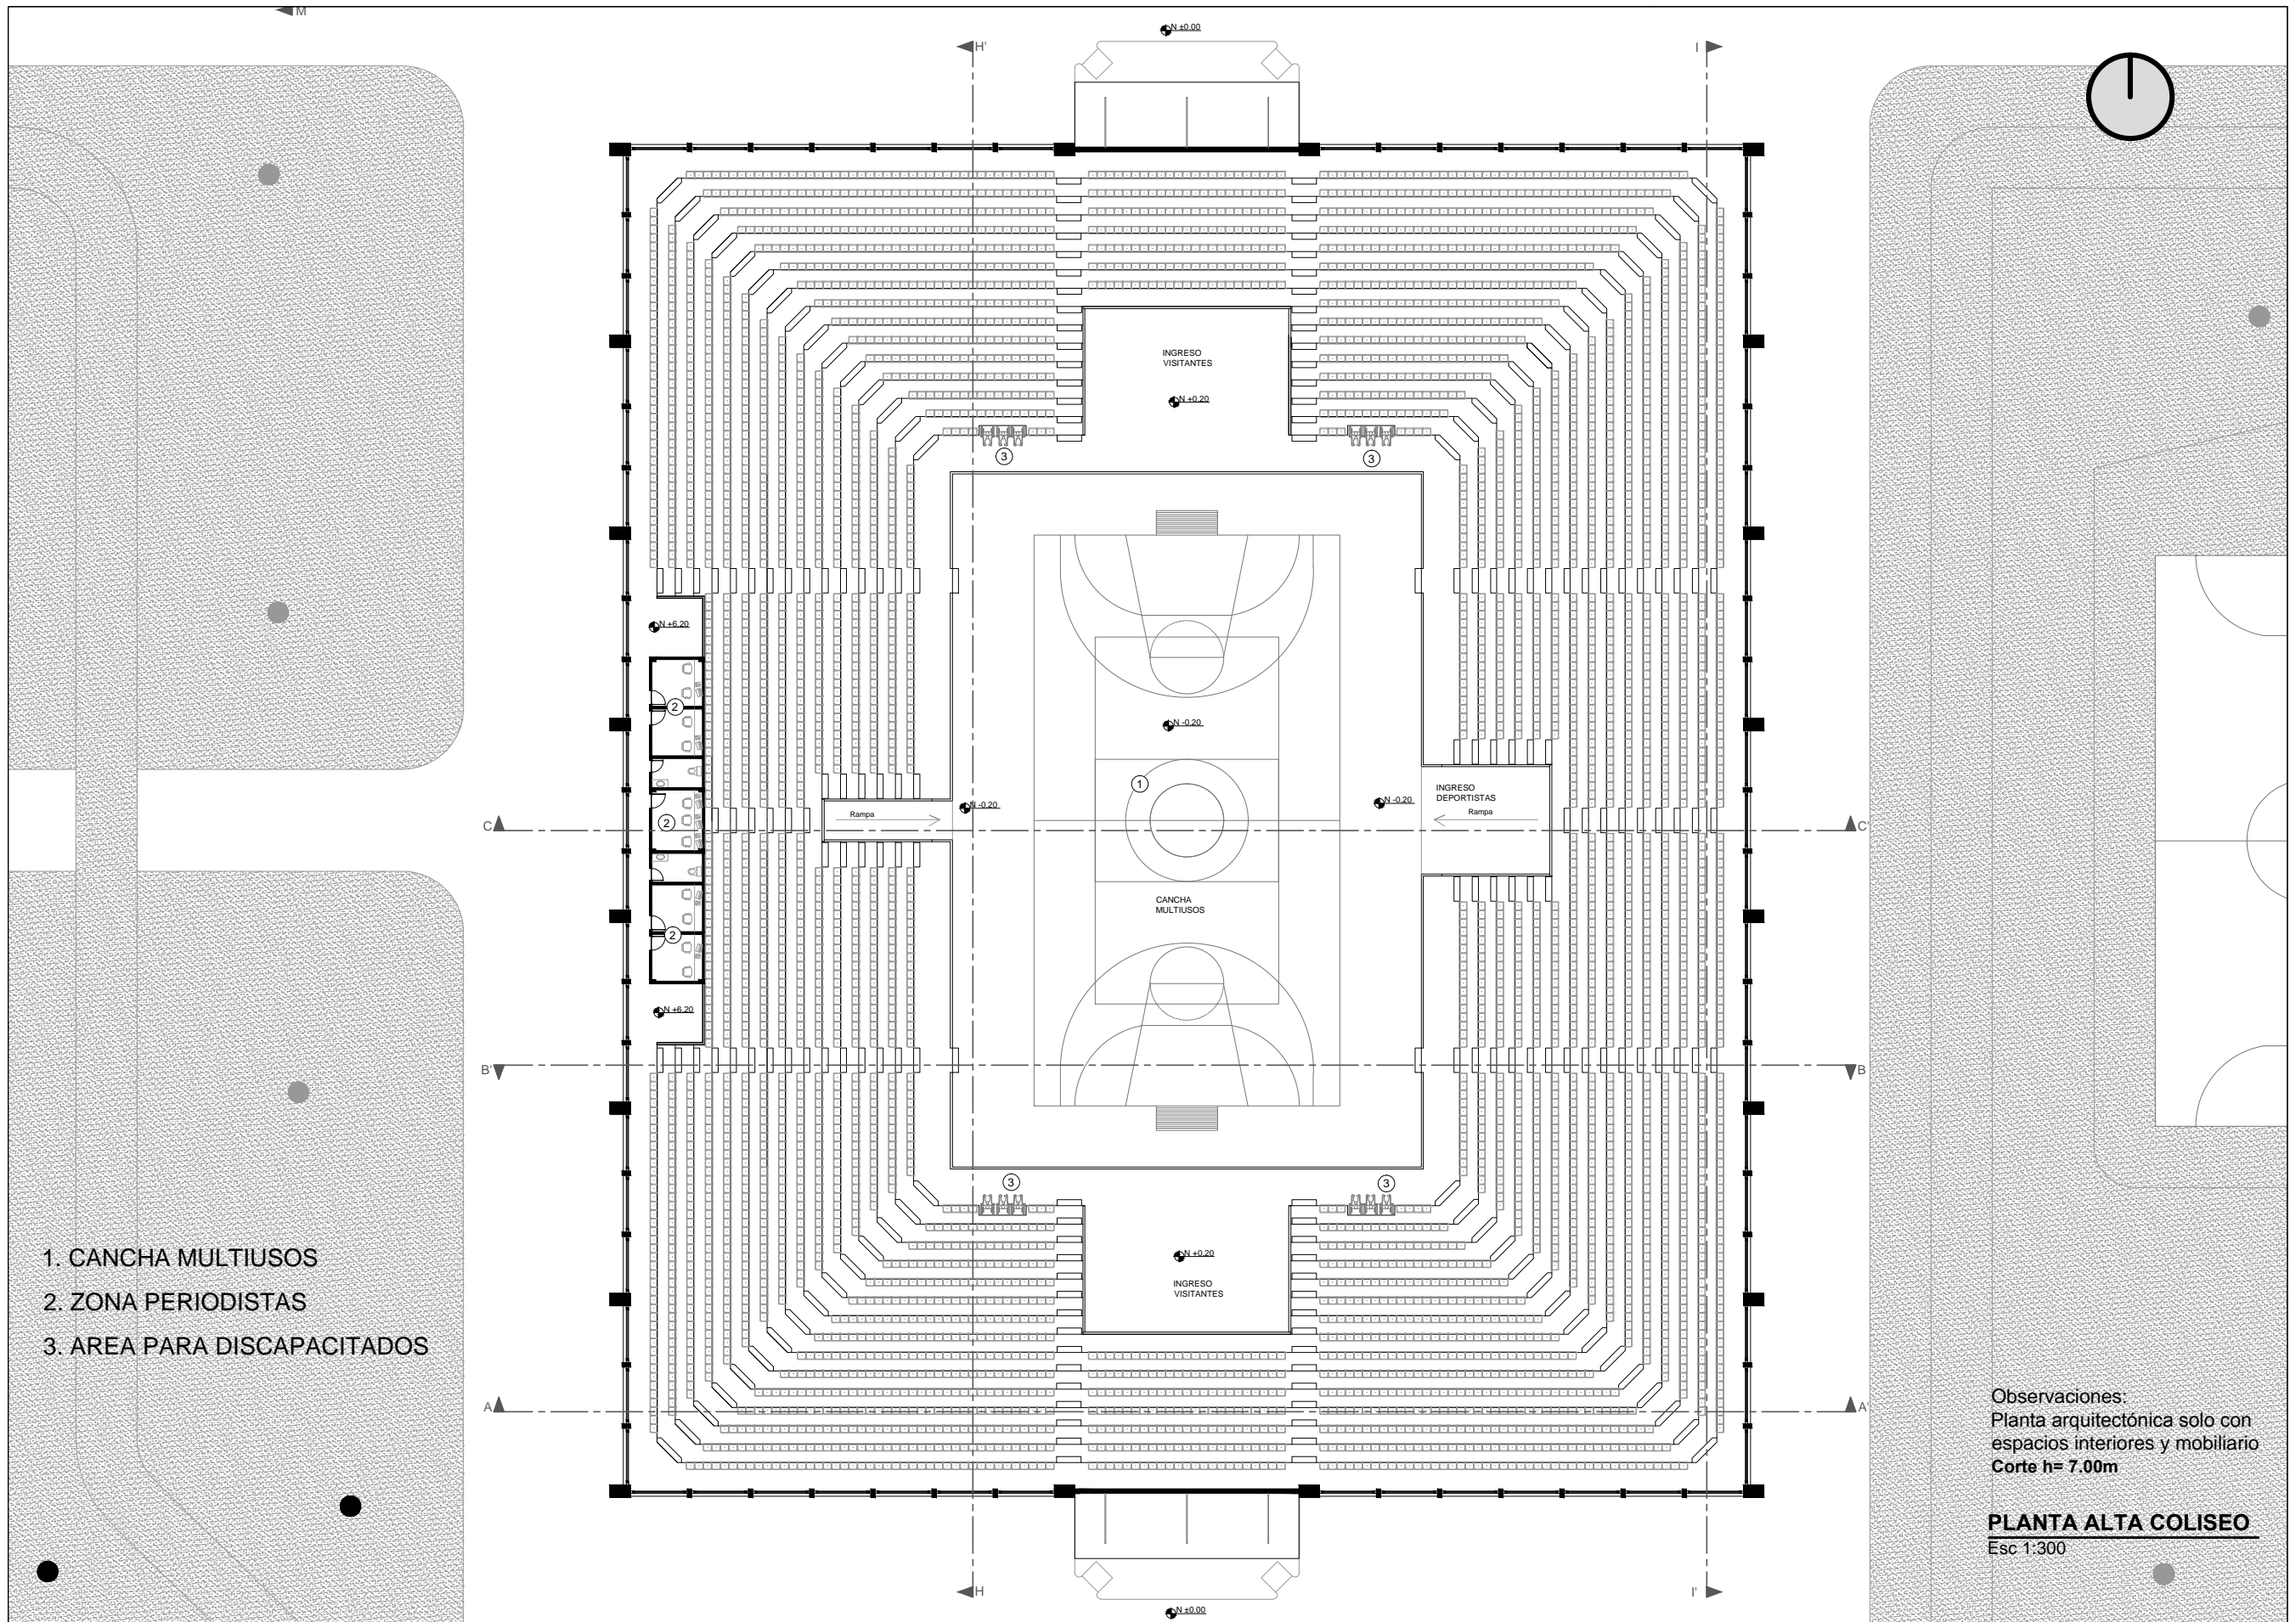 M
N ±0.00
H'
I
INGRESO
VISITANTES
N +0.20
3
3
N +6.20
2
N -0.20
1
INGRESO
DEPORTISTAS
N -0.20
N -0.20
Rampa
Rampa
2
C
C'
CANCHA
MULTIUSOS
2
N +6.20
B'
B
3
3
N +0.20
INGRESO
VISITANTES
1. CANCHA MULTIUSOS
2. ZONA PERIODISTAS
3. AREA PARA DISCAPACITADOS
A
A'
Observaciones:
Planta arquitectónica solo con
espacios interiores y mobiliario
Corte h= 7.00m
PLANTA ALTA COLISEO
Esc 1:300
H
I'
N ±0.00